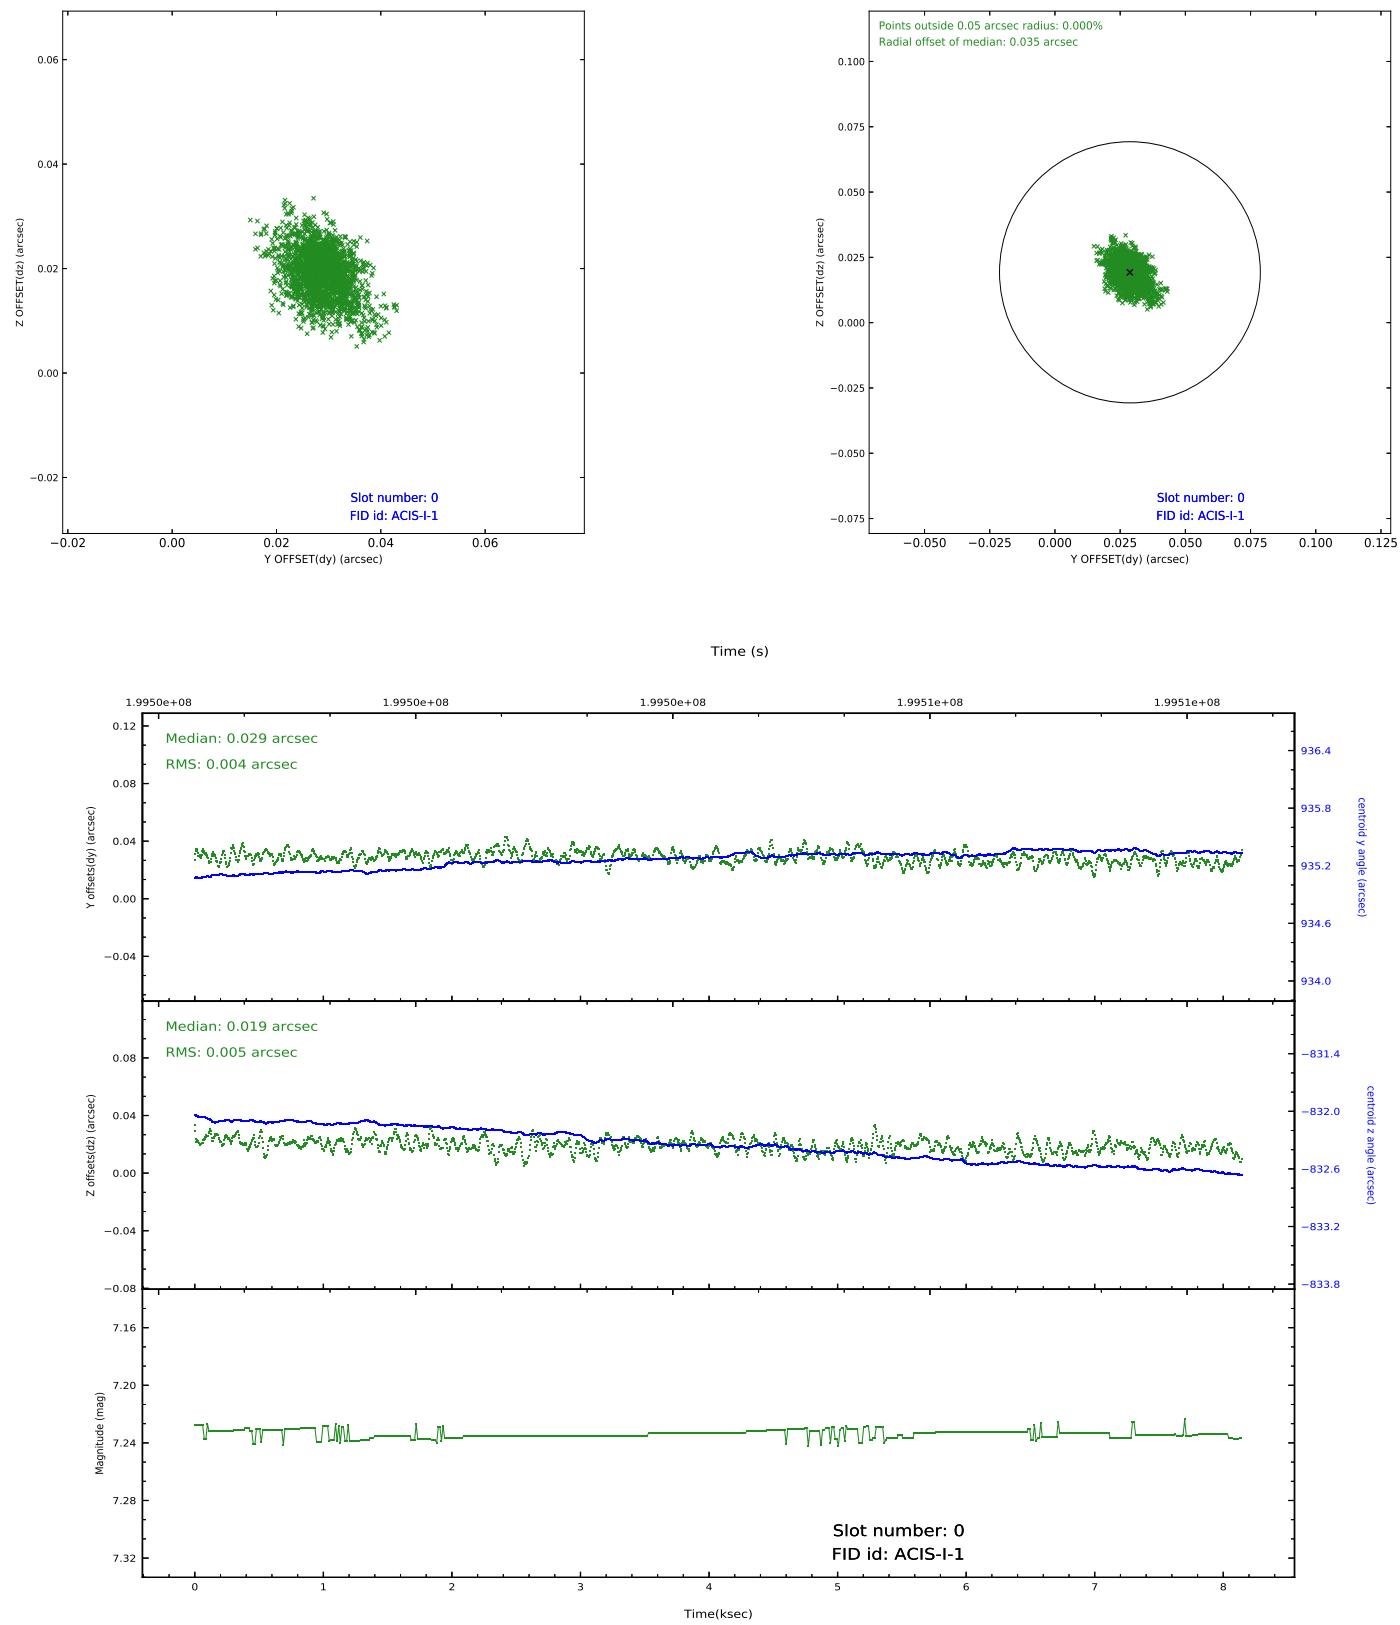 0.06
0.04
0.02
0.00
−0.02
Z OFFSET(dz) (arcsec)
Slot number: 0
FID id: ACIS-I-1
−0.02 0.00 0.02 0.04 0.06
Y OFFSET(dy) (arcsec)
Points outside 0.05 arcsec radius: 0.000%
Radial offset of median: 0.035 arcsec
0.100
0.075
0.050
0.025
0.000
−0.025
−0.050
−0.075
Z OFFSET(dz) (arcsec)
Slot number: 0
FID id: ACIS-I-1
−0.050 −0.025 0.000 0.025 0.050 0.075 0.100 0.125
Y OFFSET(dy) (arcsec)
Time (s)
1.9950e+08 1.9950e+08 1.9950e+08 1.9951e+08 1.9951e+08
Median: 0.029 arcsec
RMS: 0.004 arcsec
0.12
0.08
0.04
0.00
−0.04
Y offsets(dy) (arcsec)
936.4
935.8
935.2
934.6
934.0
centroid y angle (arcsec)
Median: 0.019 arcsec
RMS: 0.005 arcsec
0.08
0.04
0.00
−0.04
−0.08
Z offsets(dz) (arcsec)
−831.4
−832.0
−832.6
−833.2
−833.8
centroid z angle (arcsec)
7.16
7.20
7.24
7.28
7.32
Magnitude (mag)
Slot number: 0
FID id: ACIS-I-1
0 1 2 3 4 5 6 7 8
Time(ksec)